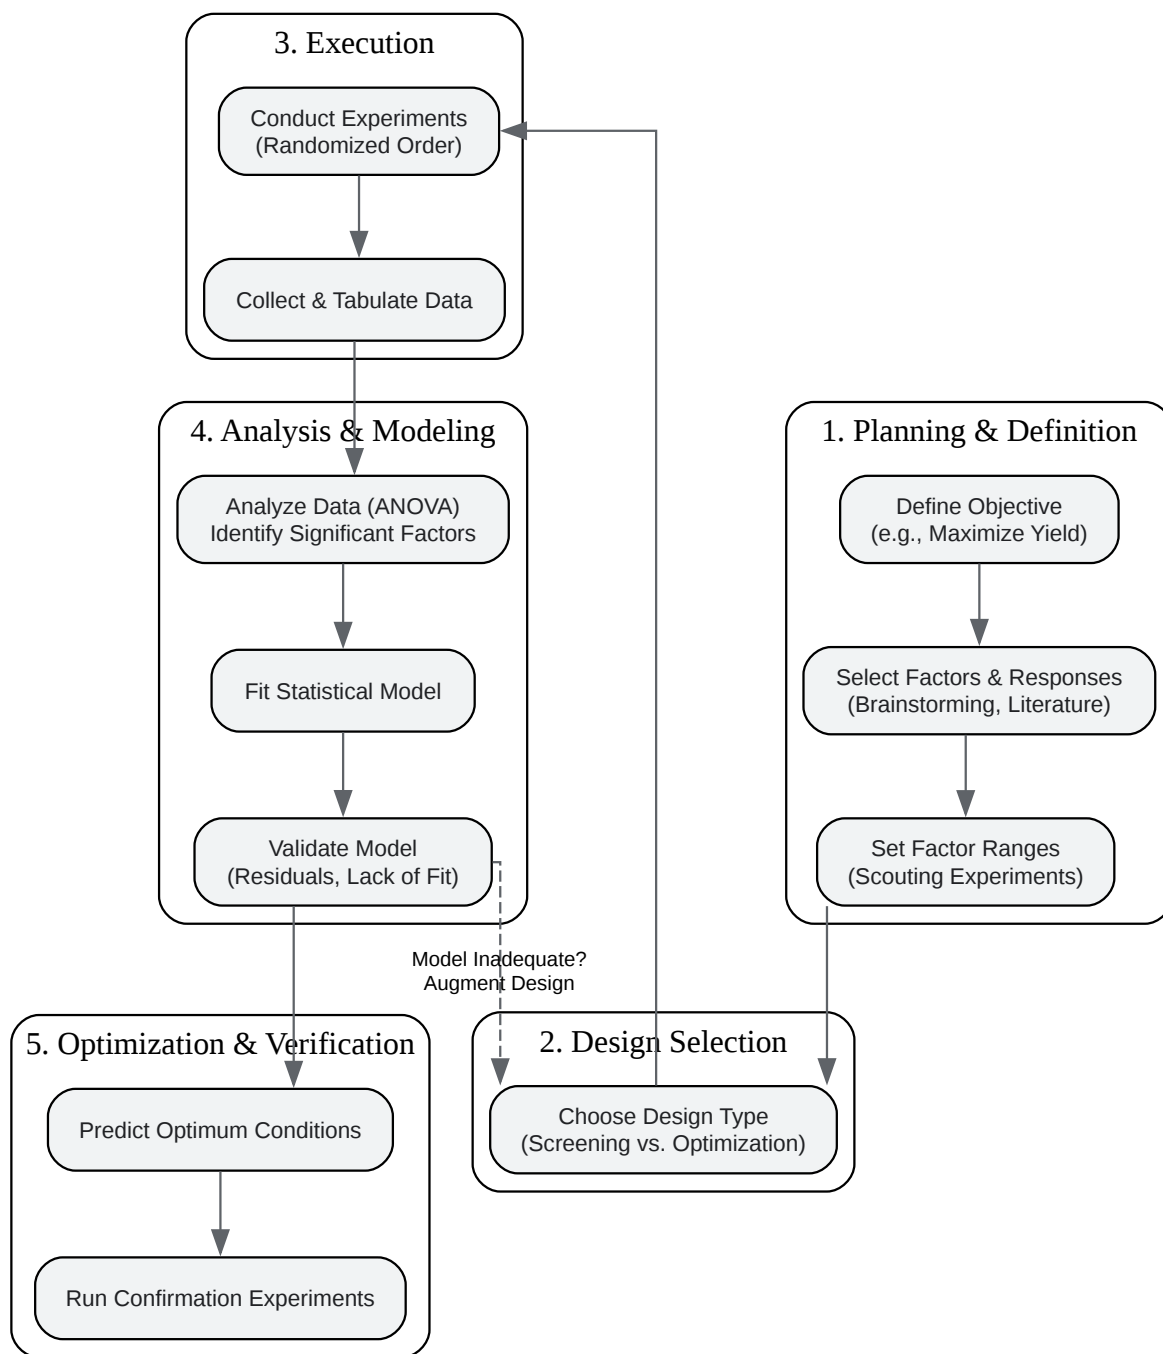 3. Execution
Conduct Experiments
(Randomized Order)
Collect & Tabulate Data
4. Analysis & Modeling
Analyze Data (ANOVA)
Identify Significant Factors
Fit Statistical Model
Validate Model
(Residuals, Lack of Fit)
1. Planning & Definition
Define Objective
(e.g., Maximize Yield)
Select Factors & Responses
(Brainstorming, Literature)
Set Factor Ranges
(Scouting Experiments)
Model Inadequate?
Augment Design
5. Optimization & Verification
Predict Optimum Conditions
Run Confirmation Experiments
2. Design Selection
Choose Design Type
(Screening vs. Optimization)